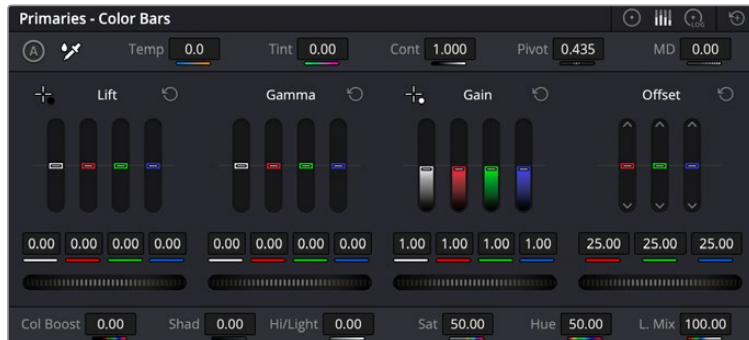 Primaries - Color Bars
LOG
A Temp 0.0 Tint 0.00 Cont 1.000 Pivot 0.435 MD 0.00
Lift Gamma Gain Offset
0.00 0.00 0.00 0.00 0.00 0.00 0.00 0.00 1.00 1.00 1.00 1.00 25.00 25.00 25.00
Col Boost 0.00 Shad 0.00 Hi/Light 0.00 Sat 50.00 Hue 50.00 L. Mix 100.00